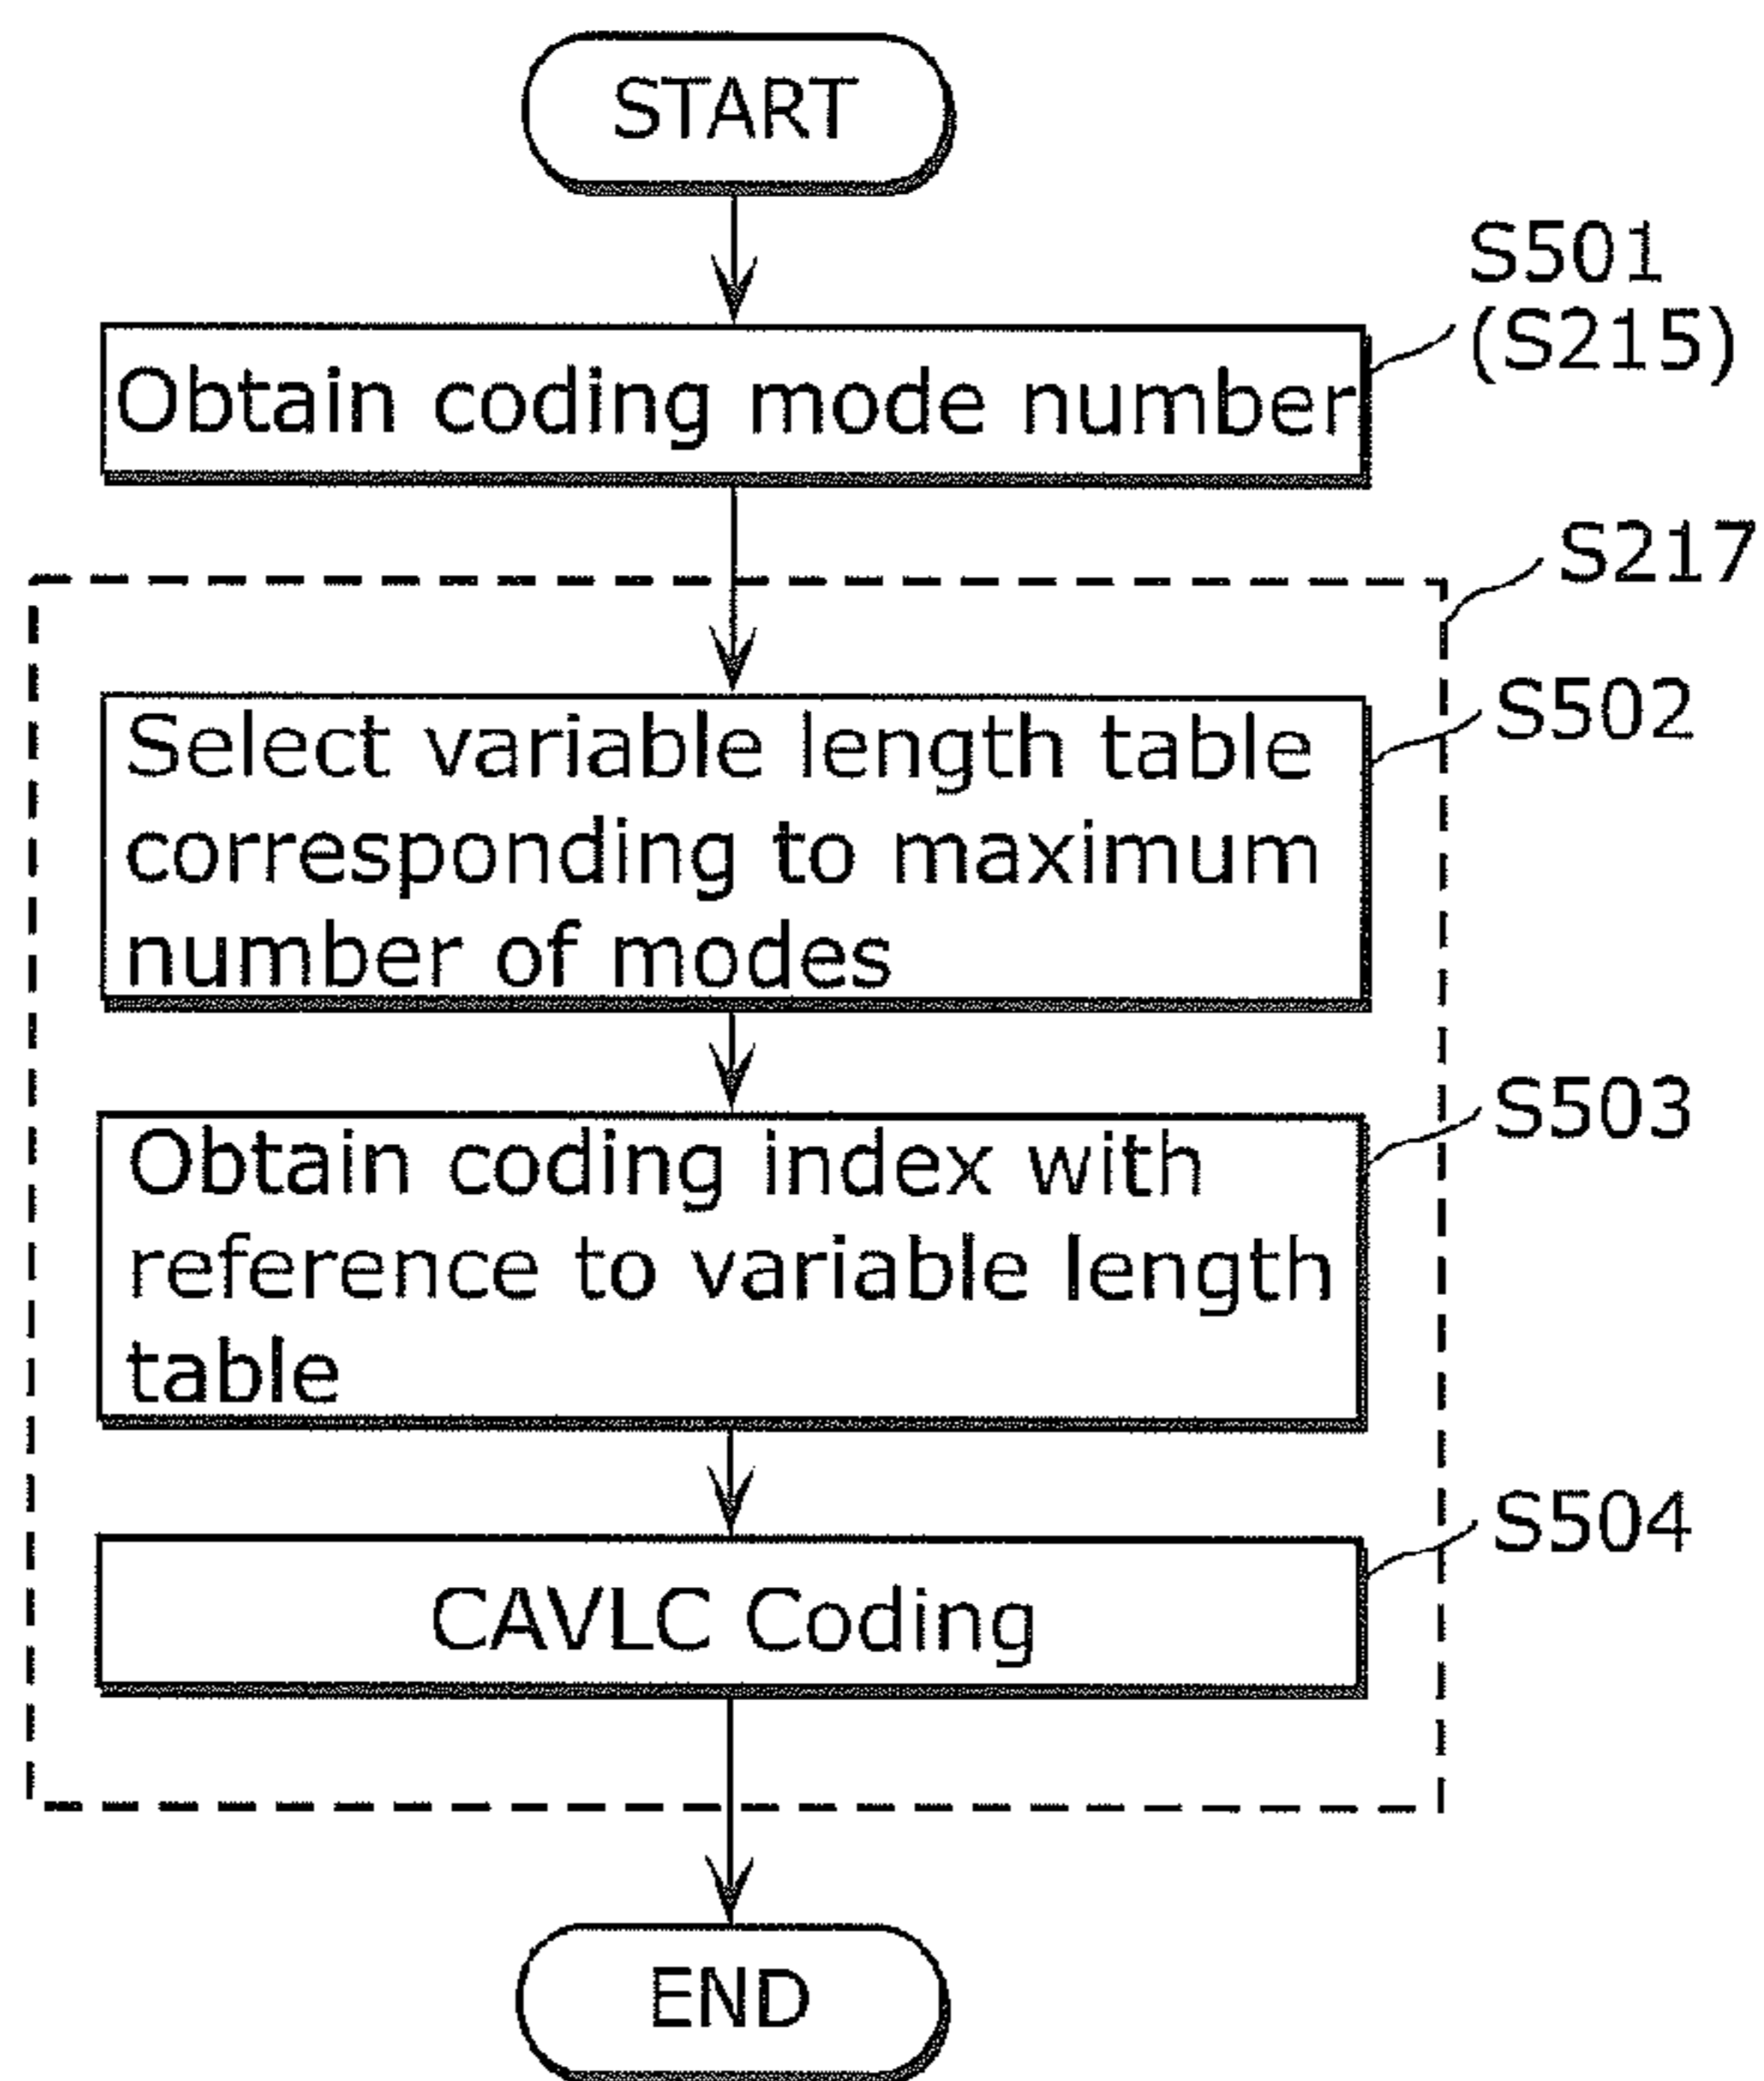 START
S501
(S215)
Obtain coding mode number
S217
S502
Select variable length table
corresponding to maximum
number of modes
S503
Obtain coding index with
reference to variable length
table
S504
CAVLC Coding
END